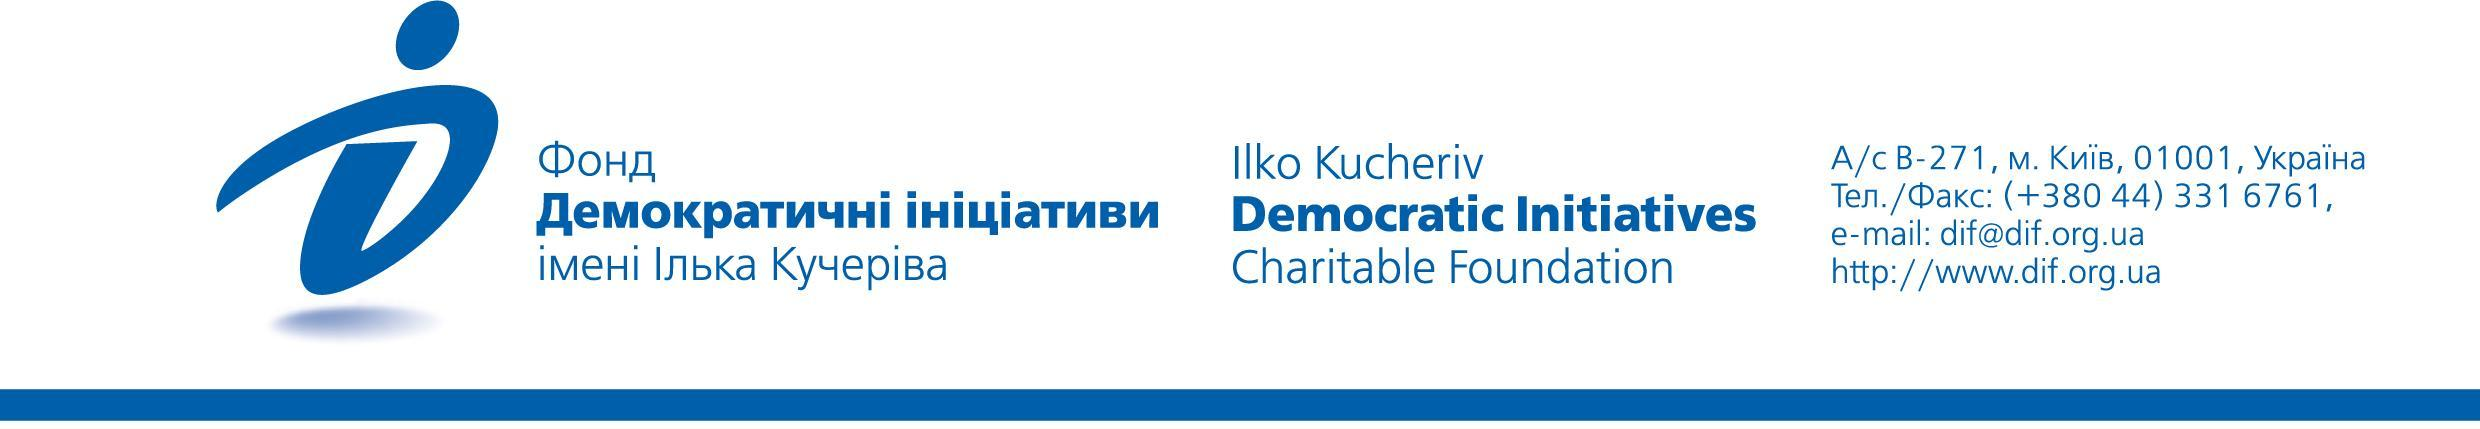 Фонд
Демократичні ініціативи
імені Ілька Кучеріва
Ilko Kucheriv
Democratic Initiatives
Charitable Foundation
А/с В-271, м. Київ, 01001, Україна
Тел./Факс: (+380 44) 331 6761,
e-mail: dif@dif.org.ua
http://www.dif.org.ua